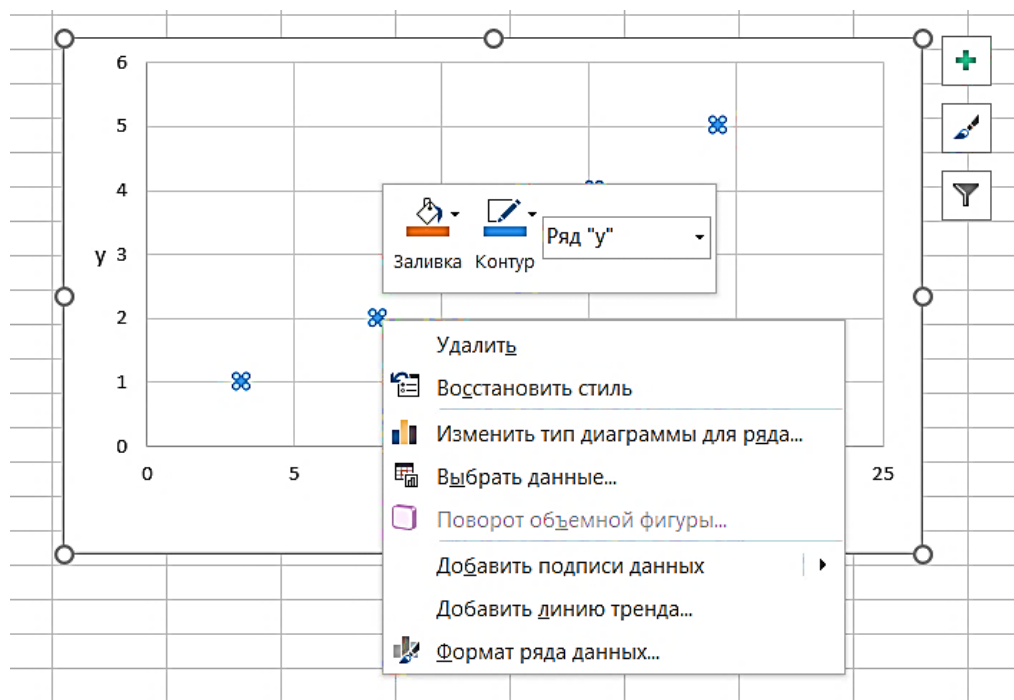 6
5
4
y 3
2
1
0
0 5 25
Заливка Контур Ряд "y"
Удалить
Восстановить стиль
Изменить тип диаграммы для ряда...
Выбрать данные...
Поворот объемной фигуры...
Добавить подписи данных
Добавить линию тренда...
Формат ряда данных...